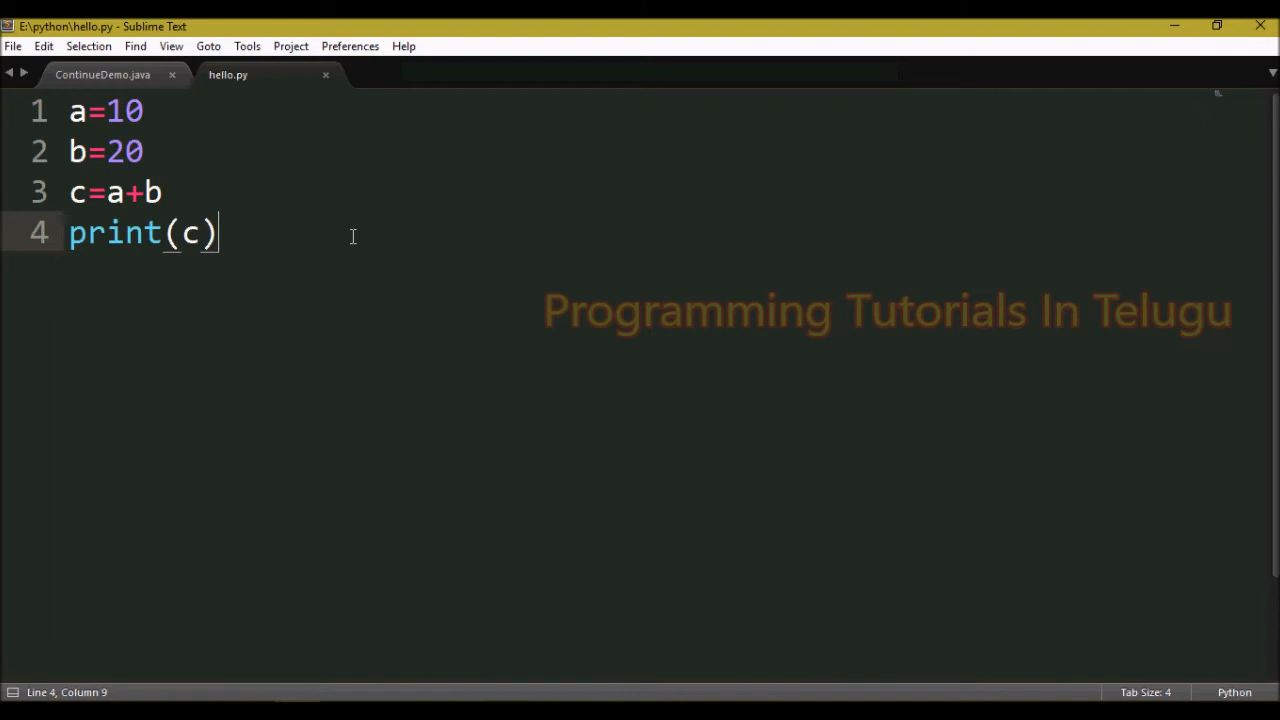 E:\python\hello.py - Sublime Text
File Edit Selection Find View Goto Tools Project Preferences Help
ContinueDemo.java hello.py
1 a=10
2 b=20
3 c=a+b
4 print(c)
Programming Tutorials In Telugu
Line 4, Column 9 Tab Size: 4 Python